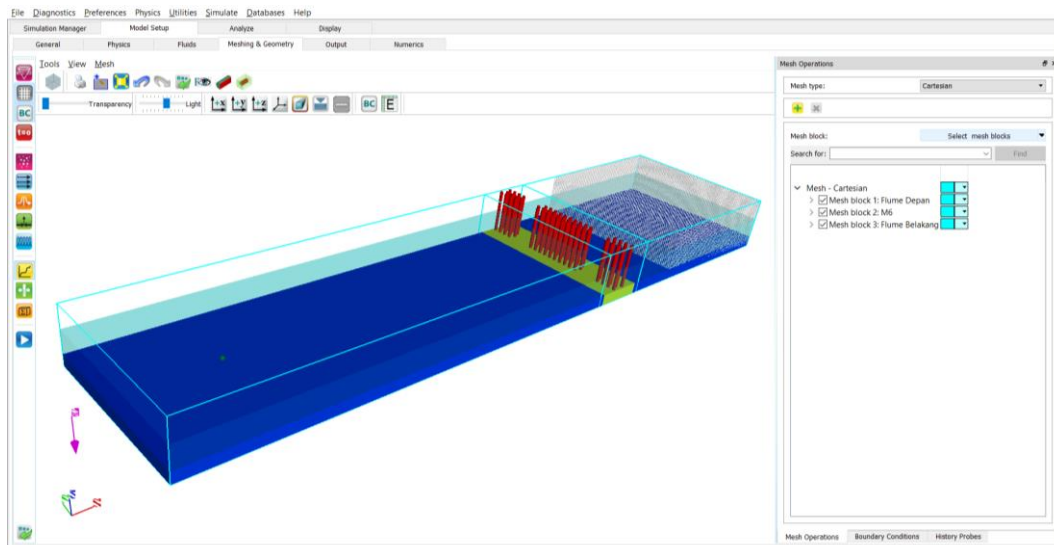 File Diagnostics Preferences Physics Utilities Simulate Databases Help
Simulation Manager Model Setup Analyze Display
General Physics Fluids Meshing & Geometry Output Numerics
Tools View Mesh
Transparency Light +X +Y +Z BC E
BC
t=0
Mesh Operations
Mesh type: Cartesian
Mesh block: Select mesh blocks
Search for: Find
Mesh - Cartesian
Mesh block 1: Flume Depan
Mesh block 2: M6
Mesh block 3: Flume Belakang
Mesh Operations Boundary Conditions History Probes